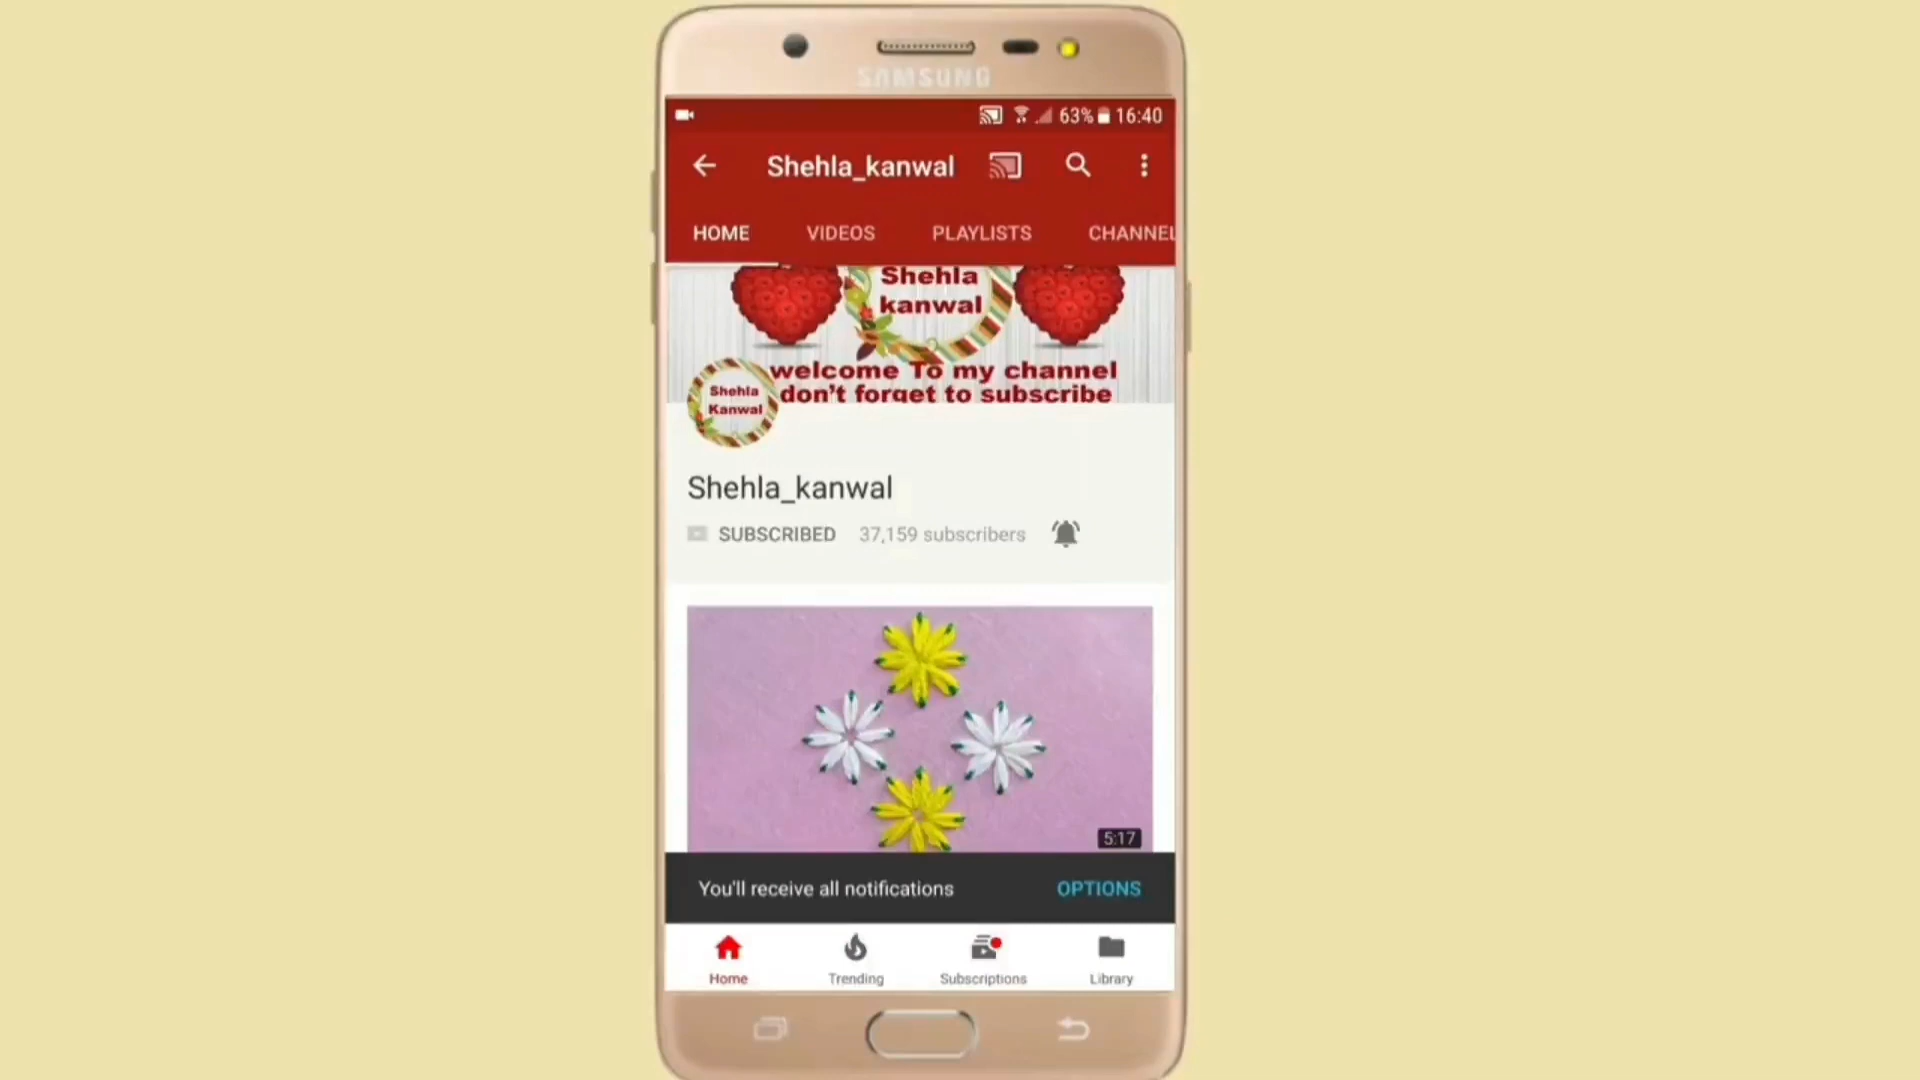 SAMSUNG
63% 16:40
Shehla_kanwal
HOME VIDEOS PLAYLISTS CHANNEL
Shehla
kanwal
welcome To my channel
don't forget to subscribe
Shehla
Kanwal
Shehla_kanwal
SUBSCRIBED 37,159 subscribers
5:17
You'll receive all notifications OPTIONS
Home Trending Subscriptions Library